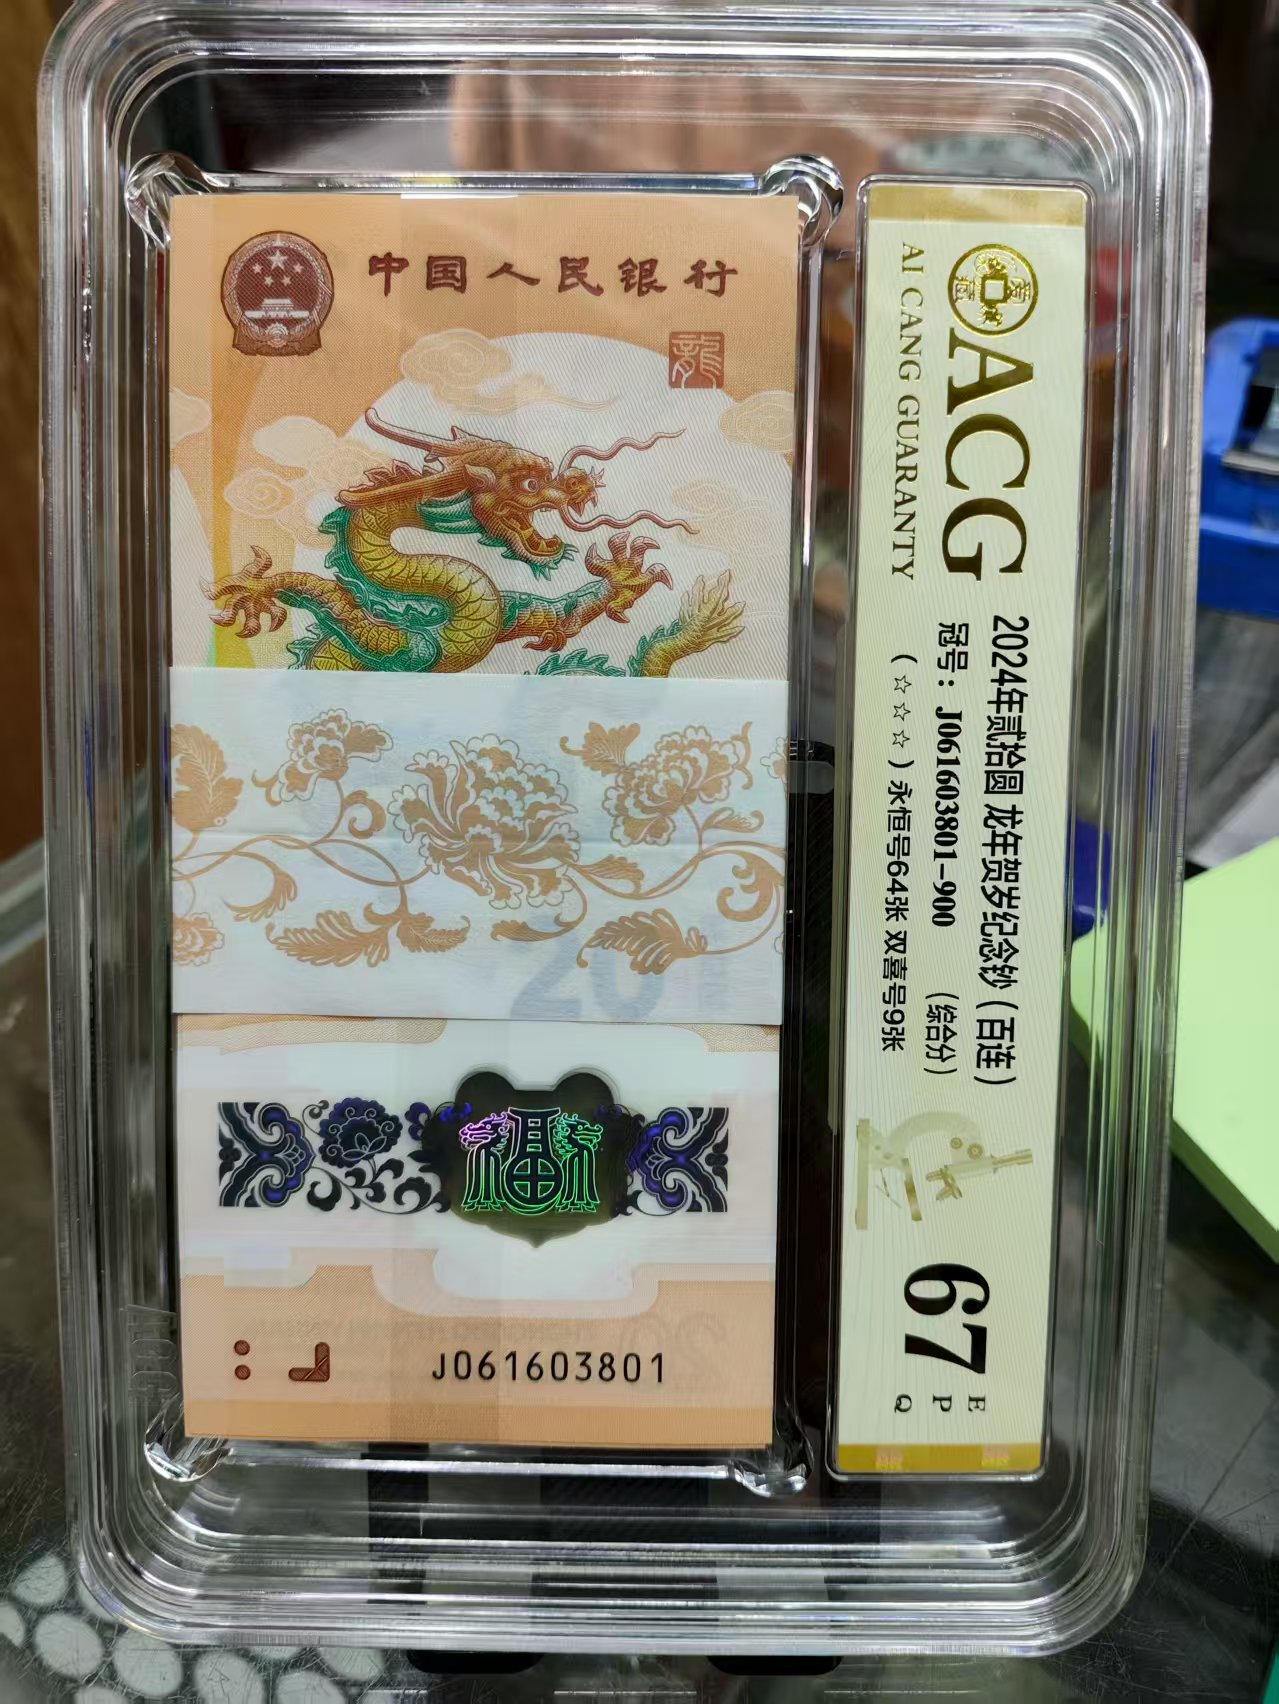 中国人民银行
龍
福
J061603801
ACG
AI CANG GUARANTY
2024年贰拾圆 龙年贺岁纪念钞（百连）
冠号：J061603801-900 （综合分）
（☆☆☆）永恒号64张 双喜号9张
67
E
P
Q